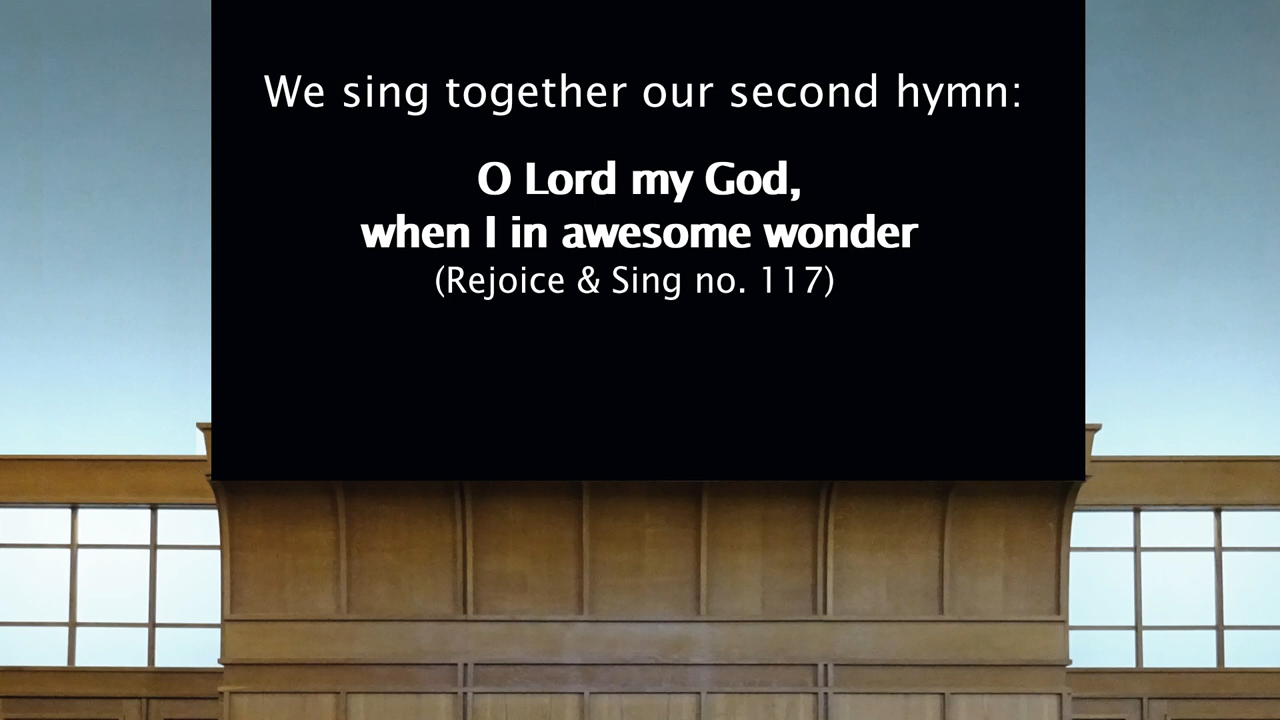 We sing together our second hymn:
O Lord my God,
when I in awesome wonder
(Rejoice & Sing no. 117)